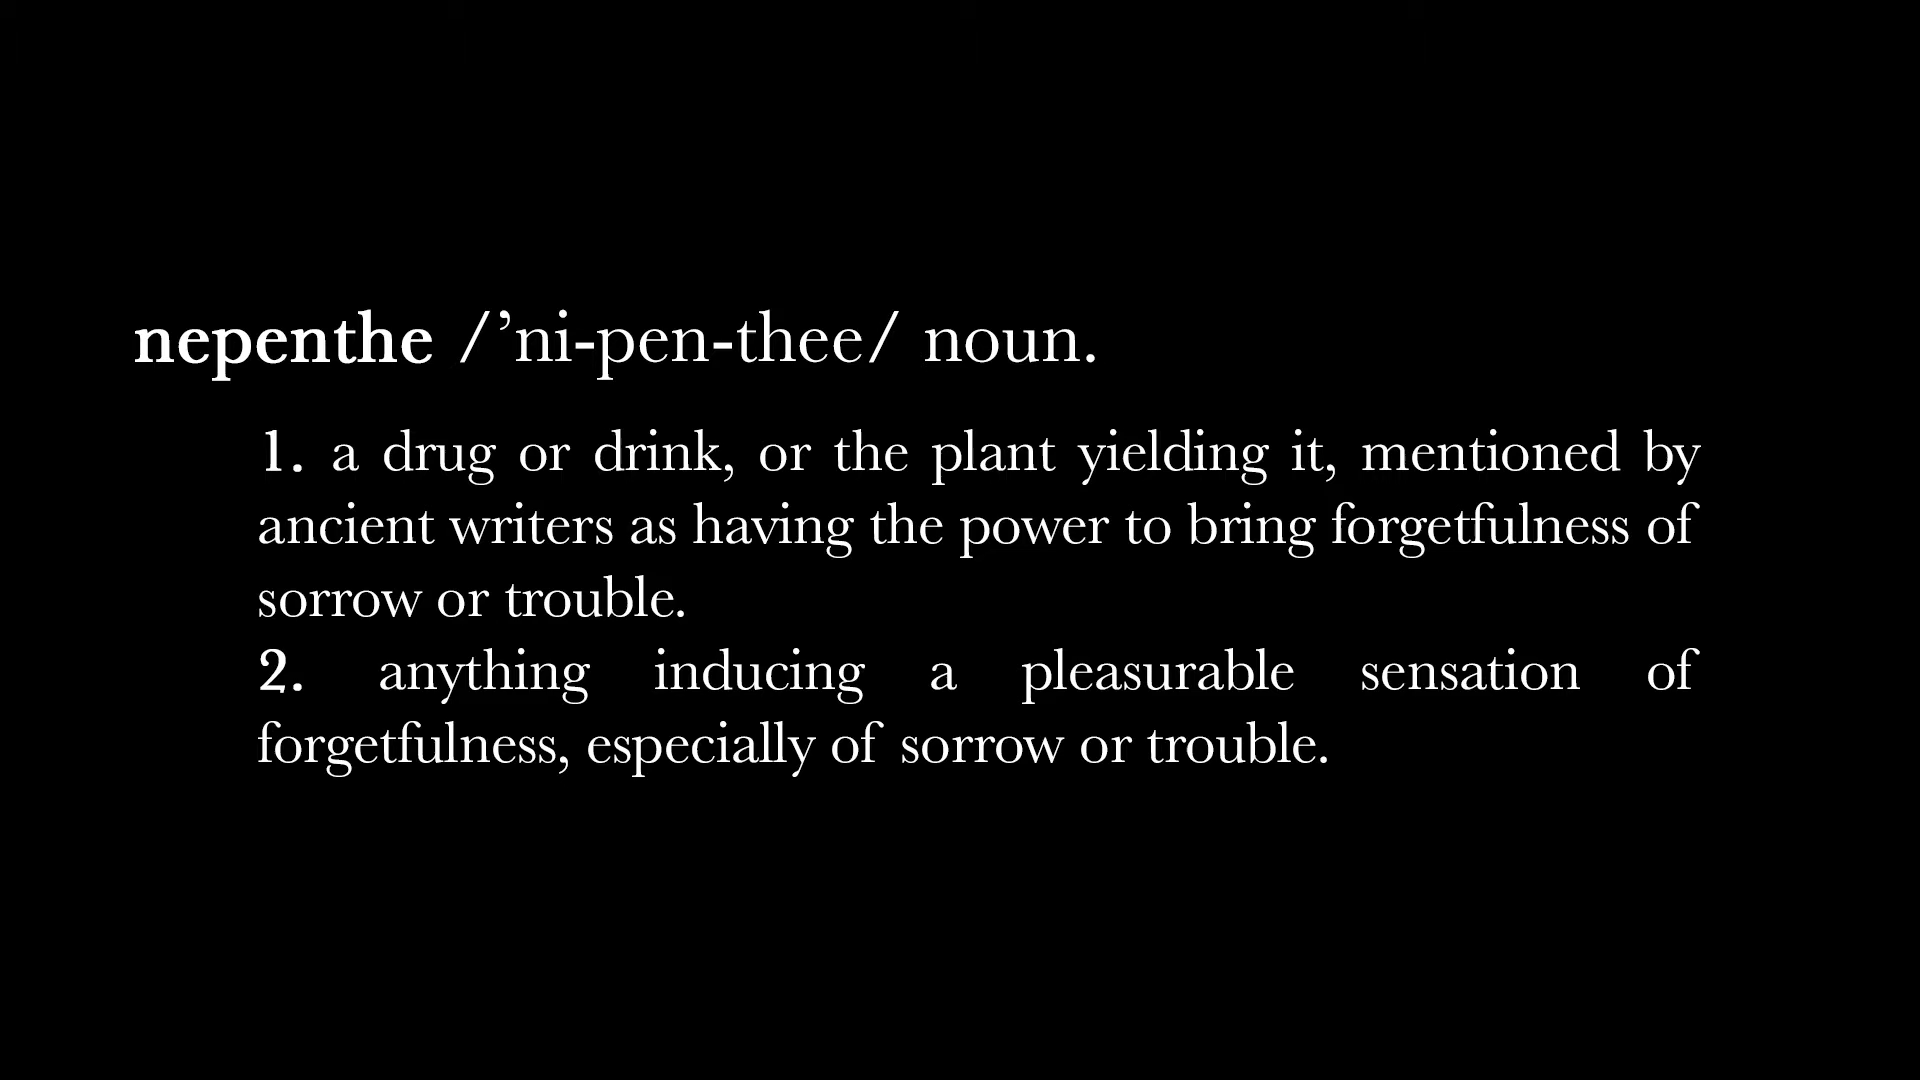 nepenthe /’ni-pen-thee/ noun.
1. a drug or drink, or the plant yielding it, mentioned by
ancient writers as having the power to bring forgetfulness of
sorrow or trouble.
2. anything inducing a pleasurable sensation of
forgetfulness, especially of sorrow or trouble.